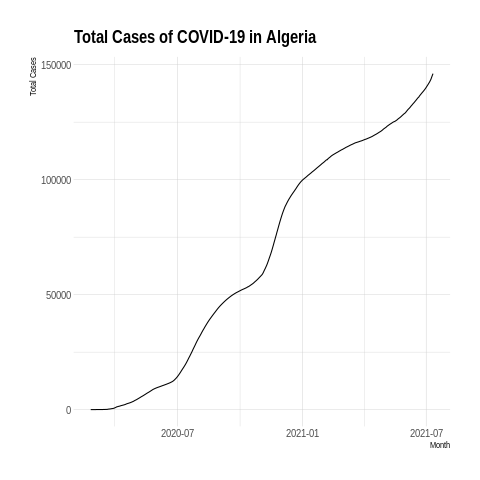 Total Cases of COVID-19 in Algeria
Total Cases
150000
100000
50000
0
2020-07
2021-01
2021-07
Month